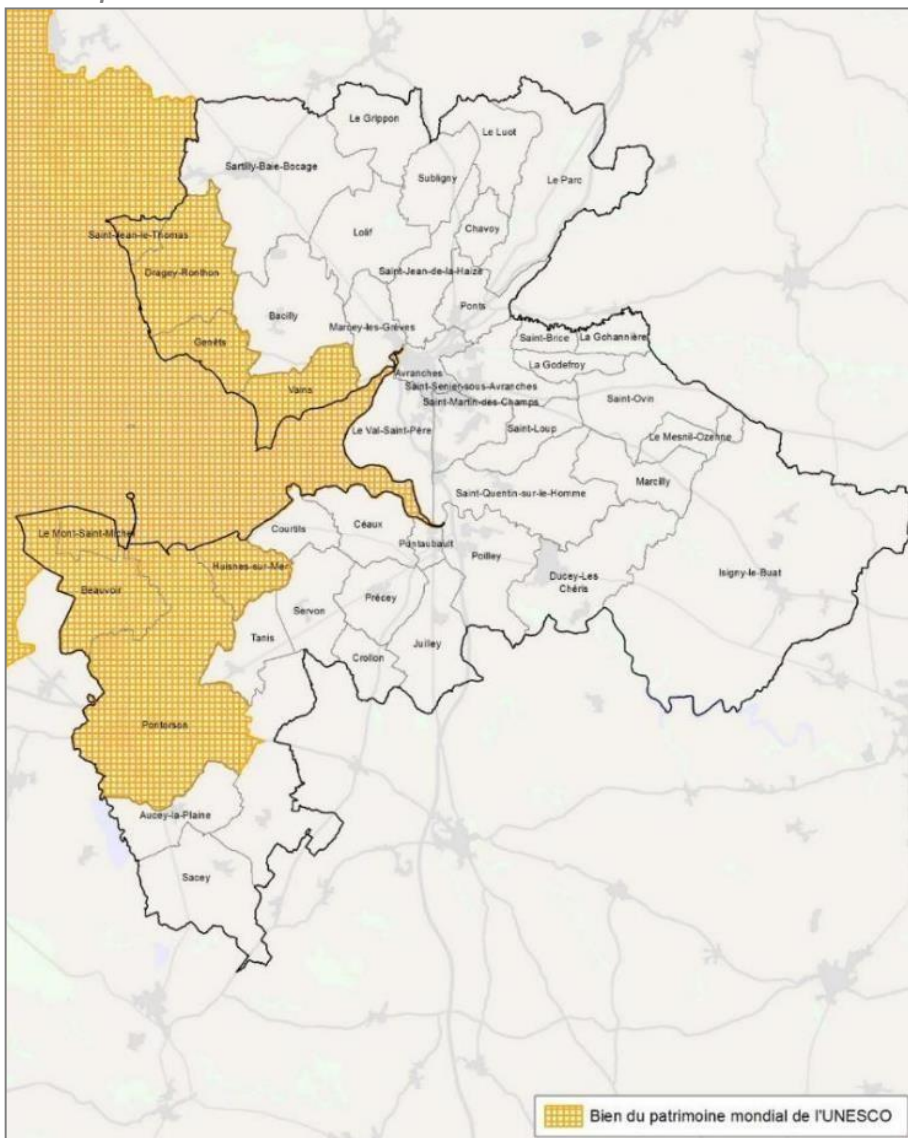 Le Grippon
Le Luot
Sartilly-Baie-Bocage
Subligny
Le Parc
Lolif
Chavoy
Saint-Jean-le-Thomas
Dragey-Ronthon
Saint-Jean-de-la-Haize
Ponts
Bacilly
Marcey-les-Grèves
Genêts
Saint-Brice
La Gohannière
La Godefroy
Vains
Avranches
Saint-Senier-sous-Avranches
Saint-Martin-des-Champs
Saint-Ovin
Le Val-Saint-Père
Saint-Loup
Le Mesnil-Ozenne
Marcilly
Saint-Quentin-sur-le-Homme
Le Mont-Saint-Michel
Courtils
Céaux
Pontaubault
Poilley
Huisnes-sur-Mer
Isigny-le-Buat
Ducey-Les
Chéris
Beauvoir
Précey
Servon
Tanis
Juilley
Crollon
Pontorson
Aucey-la-Plaine
Sacey
Bien du patrimoine mondial de l'UNESCO